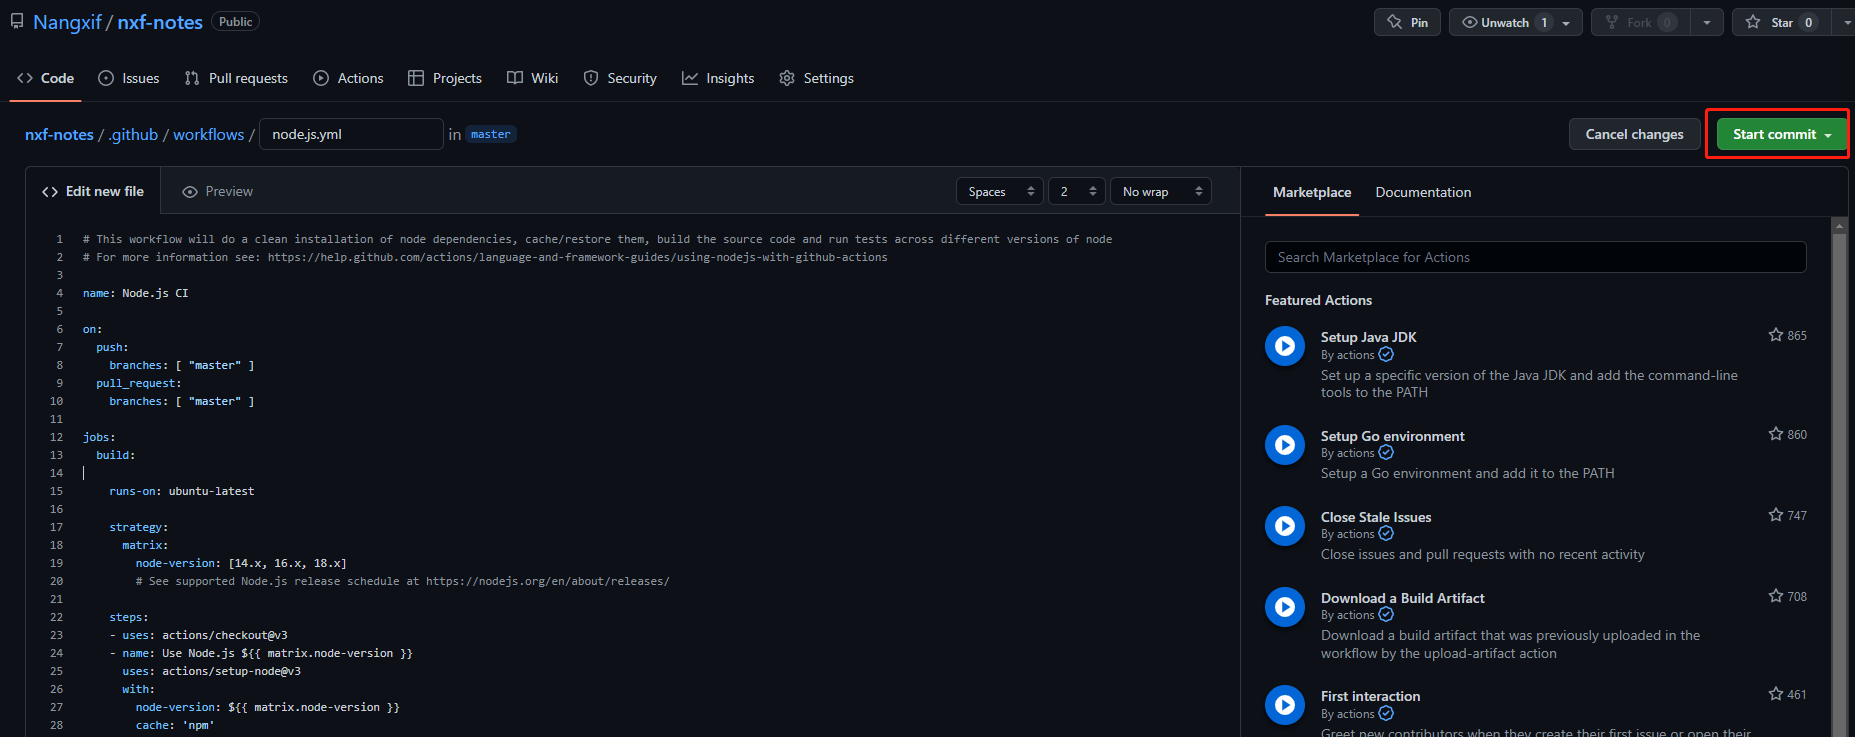 Nangxif / nxf-notes Public
Pin Unwatch 1 Fork 0 Star 0
Code Issues Pull requests Actions Projects Wiki Security Insights Settings
nxf-notes / .github / workflows / node.js.yml in master
Cancel changes Start commit
Edit new file Preview
Spaces 2 No wrap
1 # This workflow will do a clean installation of node dependencies, cache/restore them, build the source code and run tests across different versions of node
2 # For more information see: https://help.github.com/actions/language-and-framework-guides/using-nodejs-with-github-actions
3
4 name: Node.js CI
5
6 on:
7 push:
8 branches: [ "master" ]
9 pull_request:
10 branches: [ "master" ]
11
12 jobs:
13 build:
14
15 runs-on: ubuntu-latest
16
17 strategy:
18 matrix:
19 node-version: [14.x, 16.x, 18.x]
20 # See supported Node.js release schedule at https://nodejs.org/en/about/releases/
21
22 steps:
23 - uses: actions/checkout@v3
24 - name: Use Node.js ${{ matrix.node-version }}
25 uses: actions/setup-node@v3
26 with:
27 node-version: ${{ matrix.node-version }}
28 cache: 'npm'
Marketplace Documentation
Search Marketplace for Actions
Featured Actions
Setup Java JDK 865
By actions
Set up a specific version of the Java JDK and add the command-line
tools to the PATH
Setup Go environment 860
By actions
Setup a Go environment and add it to the PATH
Close Stale Issues 747
By actions
Close issues and pull requests with no recent activity
Download a Build Artifact 708
By actions
Download a build artifact that was previously uploaded in the
workflow by the upload-artifact action
First interaction 461
By actions
Greet new contributors when they create their first issue or open their